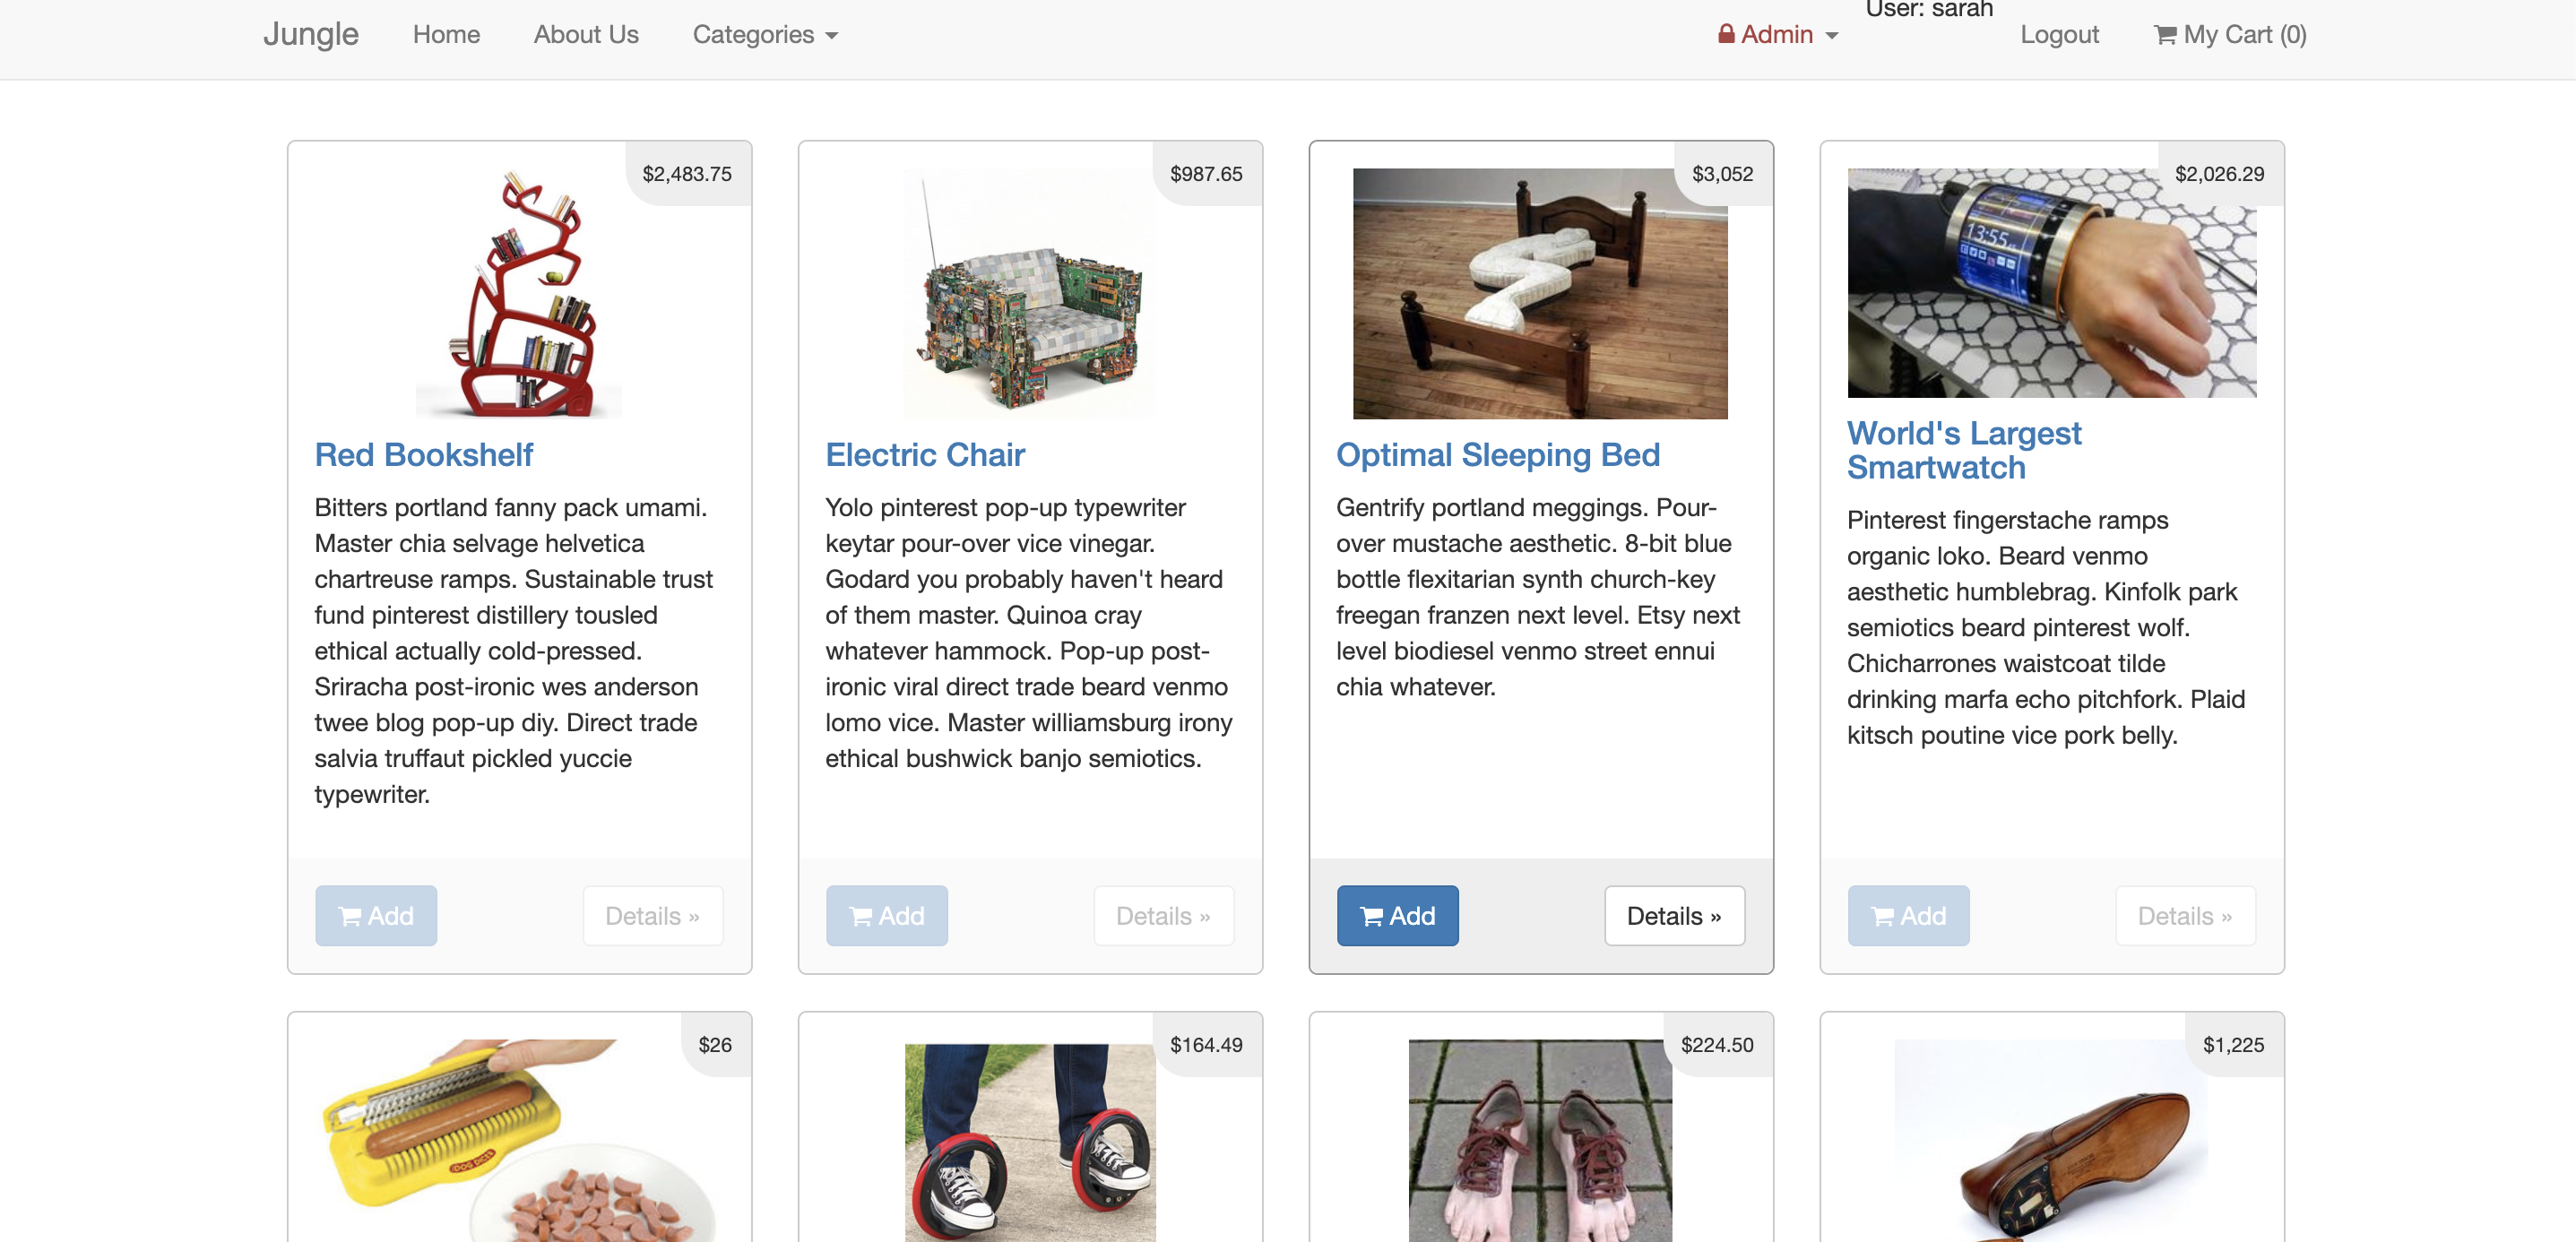 Jungle Home About Us Categories Admin User: sarah Logout My Cart (0)
$2,483.75
Red Bookshelf
Bitters portland fanny pack umami.
Master chia selvage helvetica
chartreuse ramps. Sustainable trust
fund pinterest distillery tousled
ethical actually cold-pressed.
Sriracha post-ironic wes anderson
twee blog pop-up diy. Direct trade
salvia truffaut pickled yuccie
typewriter.
Add Details »
$987.65
Electric Chair
Yolo pinterest pop-up typewriter
keytar pour-over vice vinegar.
Godard you probably haven't heard
of them master. Quinoa cray
whatever hammock. Pop-up post-
ironic viral direct trade beard venmo
lomo vice. Master williamsburg irony
ethical bushwick banjo semiotics.
Add Details »
$3,052
Optimal Sleeping Bed
Gentrify portland meggings. Pour-
over mustache aesthetic. 8-bit blue
bottle flexitarian synth church-key
freegan franzen next level. Etsy next
level biodiesel venmo street ennui
chia whatever.
Add Details »
$2,026.29
13:55
World's Largest
Smartwatch
Pinterest fingerstache ramps
organic loko. Beard venmo
aesthetic humblebrag. Kinfolk park
semiotics beard pinterest wolf.
Chicharrones waistcoat tilde
drinking marfa echo pitchfork. Plaid
kitsch poutine vice pork belly.
Add Details »
$26
$164.49
$224.50
$1,225